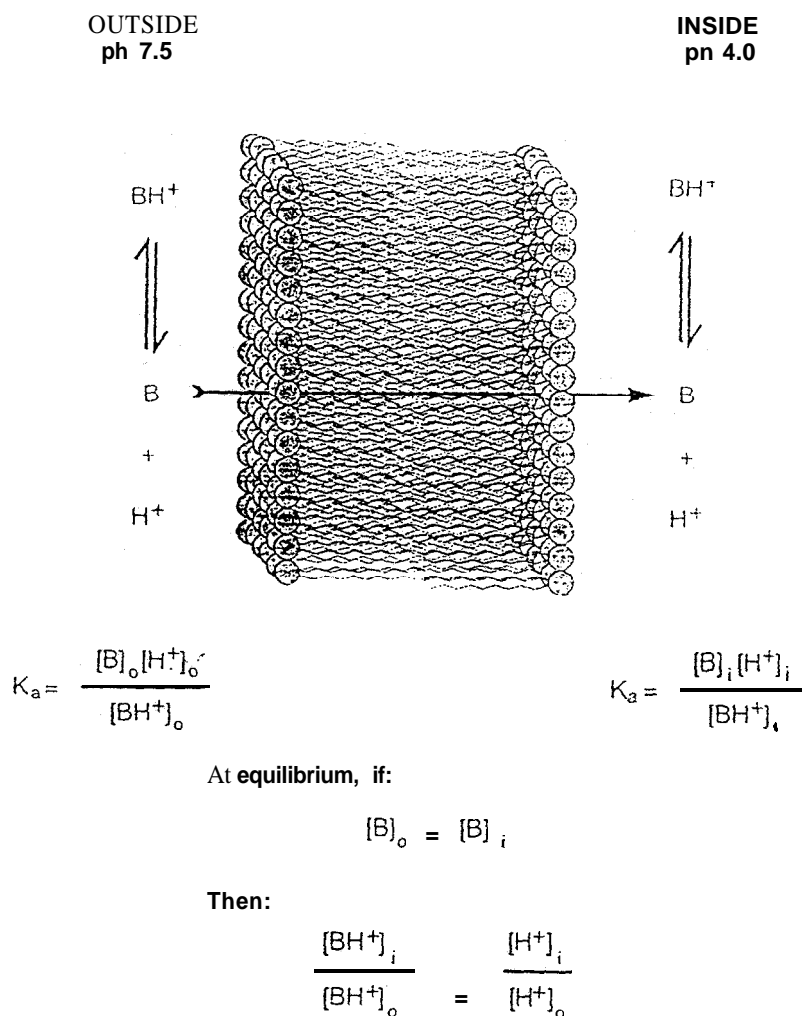 OUTSIDE
ph 7.5
INSIDE
pn 4.0
BH⁺
BH⁺
B
B
+
+
H⁺
H⁺
Kₐ = [B]ₒ[H⁺]ₒ
[BH⁺]ₒ
Kₐ = [B]ᵢ[H⁺]ᵢ
[BH⁺]ᵢ
At equilibrium, if:
[B]ₒ = [B]ᵢ
Then:
[BH⁺]ᵢ [H⁺]ᵢ
=
[BH⁺]ₒ [H⁺]ₒ